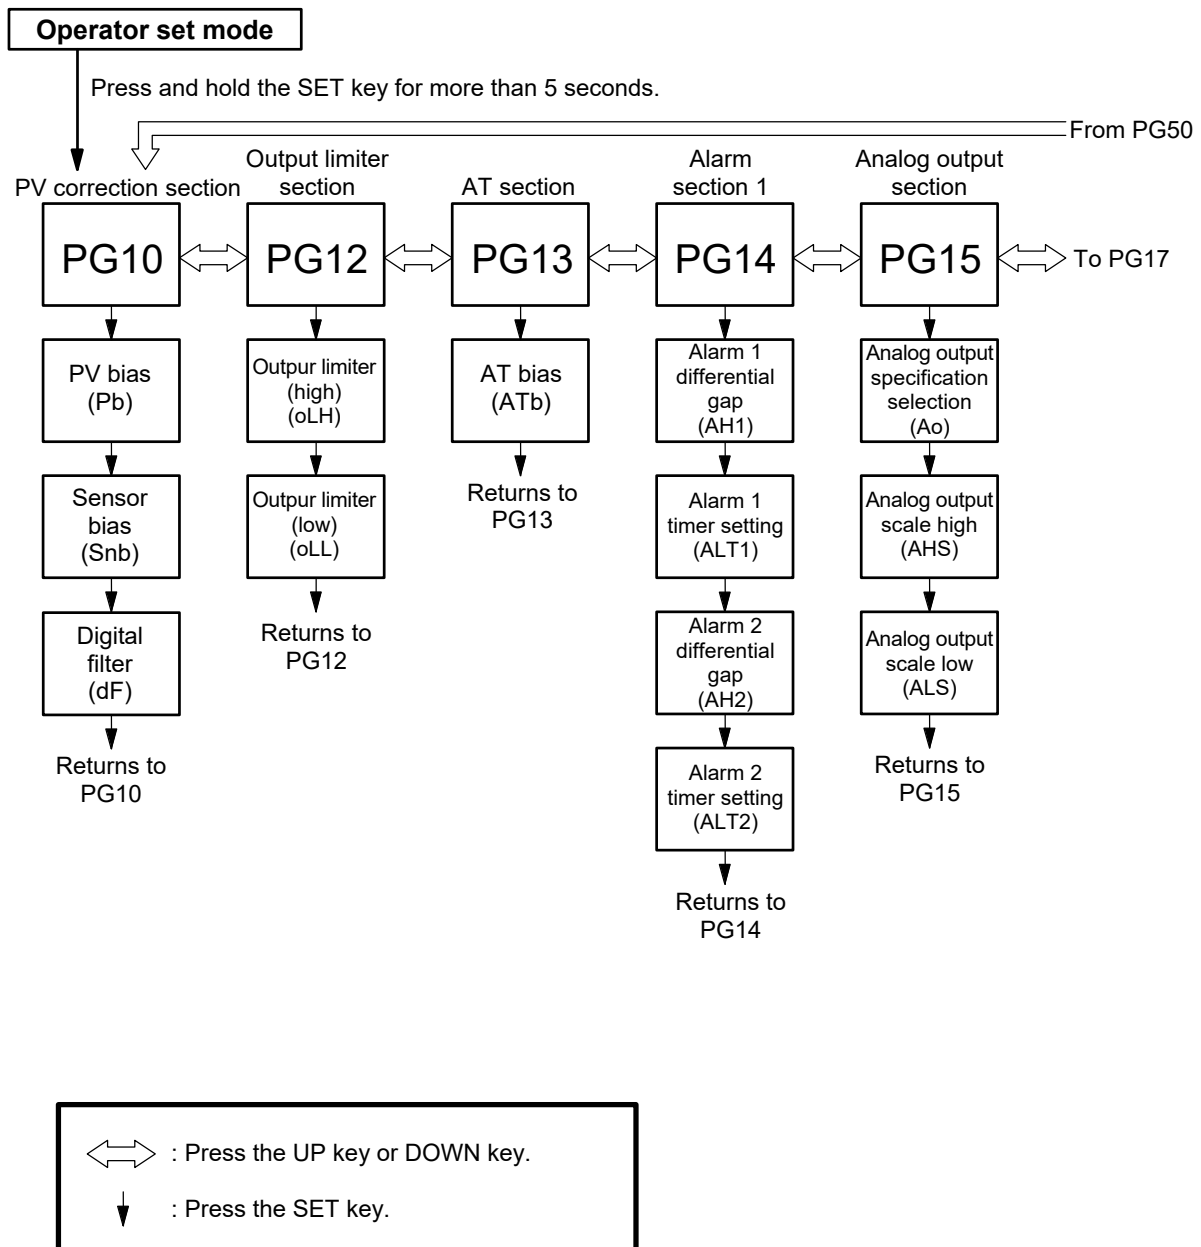 Operator set mode
Press and hold the SET key for more than 5 seconds.
From PG50
PV correction section
Output limiter
section
AT section
Alarm
section 1
Analog output
section
PG10
PG12
PG13
PG14
PG15
To PG17
PV bias
(Pb)
Sensor
bias
(Snb)
Digital
filter
(dF)
Returns to
PG10
Outpur limiter
(high)
(oLH)
Outpur limiter
(low)
(oLL)
Returns to
PG12
AT bias
(ATb)
Returns to
PG13
Alarm 1
differential
gap
(AH1)
Alarm 1
timer setting
(ALT1)
Alarm 2
differential
gap
(AH2)
Alarm 2
timer setting
(ALT2)
Returns to
PG14
Analog output
specification
selection
(Ao)
Analog output
scale high
(AHS)
Analog output
scale low
(ALS)
Returns to
PG15
: Press the UP key or DOWN key.
: Press the SET key.